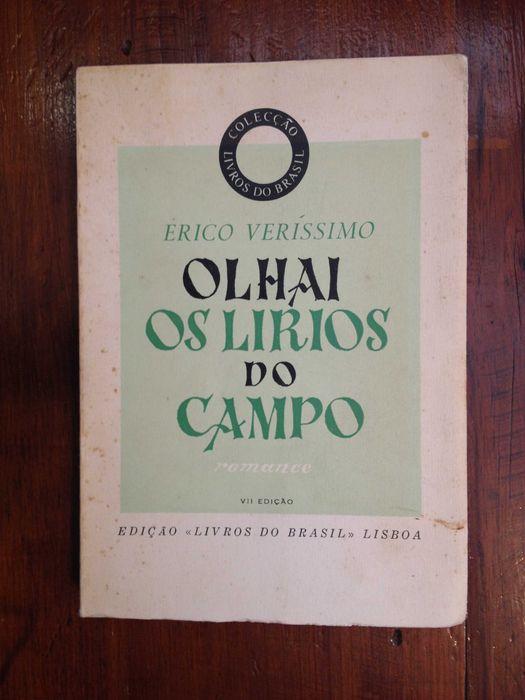 COLECÇÃO
LIVROS DO BRASIL
ERICO VERÍSSIMO
OLHAI
OS LIRIOS
DO
CAMPO
romance
VII EDIÇÃO
EDIÇÃO «LIVROS DO BRASIL» LISBOA